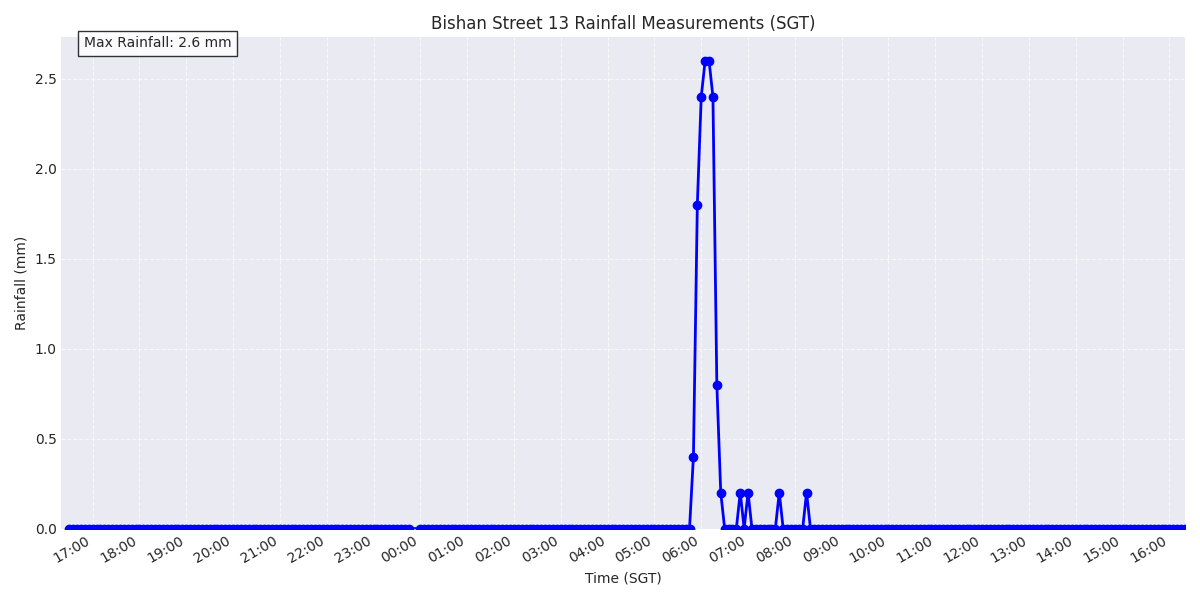 Bishan Street 13 Rainfall Measurements (SGT)
Max Rainfall: 2.6 mm
2.5
2.0
1.5
1.0
0.5
0.0
Rainfall (mm)
17:00 18:00 19:00 20:00 21:00 22:00 23:00 00:00 01:00 02:00 03:00 04:00 05:00 06:00 07:00 08:00 09:00 10:00 11:00 12:00 13:00 14:00 15:00 16:00
Time (SGT)